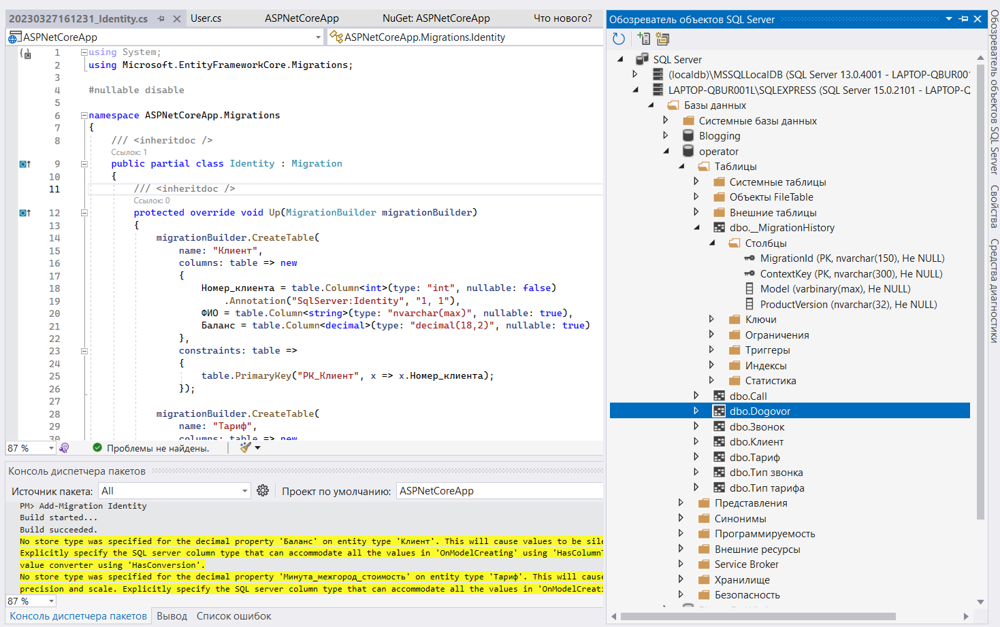 20230327161231_Identity.cs
User.cs
ASPNetCoreApp
NuGet: ASPNetCoreApp
Что нового?
ASPNetCoreApp
ASPNetCoreApp.Migrations.Identity
1 using System;
2 using Microsoft.EntityFrameworkCore.Migrations;
3
4 #nullable disable
5
6 namespace ASPNetCoreApp.Migrations
7 {
8 /// <inheritdoc />
Ссылок: 1
9 public partial class Identity : Migration
10 {
11 /// <inheritdoc />
Ссылок: 0
12 protected override void Up(MigrationBuilder migrationBuilder)
13 {
14 migrationBuilder.CreateTable(
15 name: "Клиент",
16 columns: table => new
17 {
18 Номер_клиента = table.Column<int>(type: "int", nullable: false)
19 .Annotation("SqlServer:Identity", "1, 1"),
20 ФИО = table.Column<string>(type: "nvarchar(max)", nullable: true),
21 Баланс = table.Column<decimal>(type: "decimal(18,2)", nullable: true)
22 },
23 constraints: table =>
24 {
25 table.PrimaryKey("PK_Клиент", x => x.Номер_клиента);
26 });
27
28 migrationBuilder.CreateTable(
29 name: "Тариф",
30 columns: table => new
87 %
Проблемы не найдены.
Консоль диспетчера пакетов
Источник пакета: All
Проект по умолчанию: ASPNetCoreApp
PM> Add-Migration Identity
Build started...
Build succeeded.
No store type was specified for the decimal property 'Баланс' on entity type 'Клиент'. This will cause values to be sile
Explicitly specify the SQL server column type that can accommodate all the values in 'OnModelCreating' using 'HasColumnT
value converter using 'HasConversion'.
No store type was specified for the decimal property 'Минута_межгород_стоимость' on entity type 'Тариф'. This will cause
precision and scale. Explicitly specify the SQL server column type that can accommodate all the values in 'OnModelCreati
87 %
Консоль диспетчера пакетов
Вывод
Список ошибок
Обозреватель объектов SQL Server
SQL Server
(localdb)\MSSQLLocalDB (SQL Server 13.0.4001 - LAPTOP-QBUR001
LAPTOP-QBUR001L\SQLEXPRESS (SQL Server 15.0.2101 - LAPTOP-Q
Базы данных
Системные базы данных
Blogging
operator
Таблицы
Системные таблицы
Объекты FileTable
Внешние таблицы
dbo.__MigrationHistory
Столбцы
MigrationId (PK, nvarchar(150), Не NULL)
ContextKey (PK, nvarchar(300), Не NULL)
Model (varbinary(max), Не NULL)
ProductVersion (nvarchar(32), Не NULL)
Ключи
Ограничения
Триггеры
Индексы
Статистика
dbo.Call
dbo.Dogovor
dbo.Звонок
dbo.Клиент
dbo.Тариф
dbo.Тип звонка
dbo.Тип тарифа
Представления
Синонимы
Программируемость
Внешние ресурсы
Service Broker
Хранилище
Безопасность
Обозреватель объектов SQL Server
Свойства
Средства диагностики